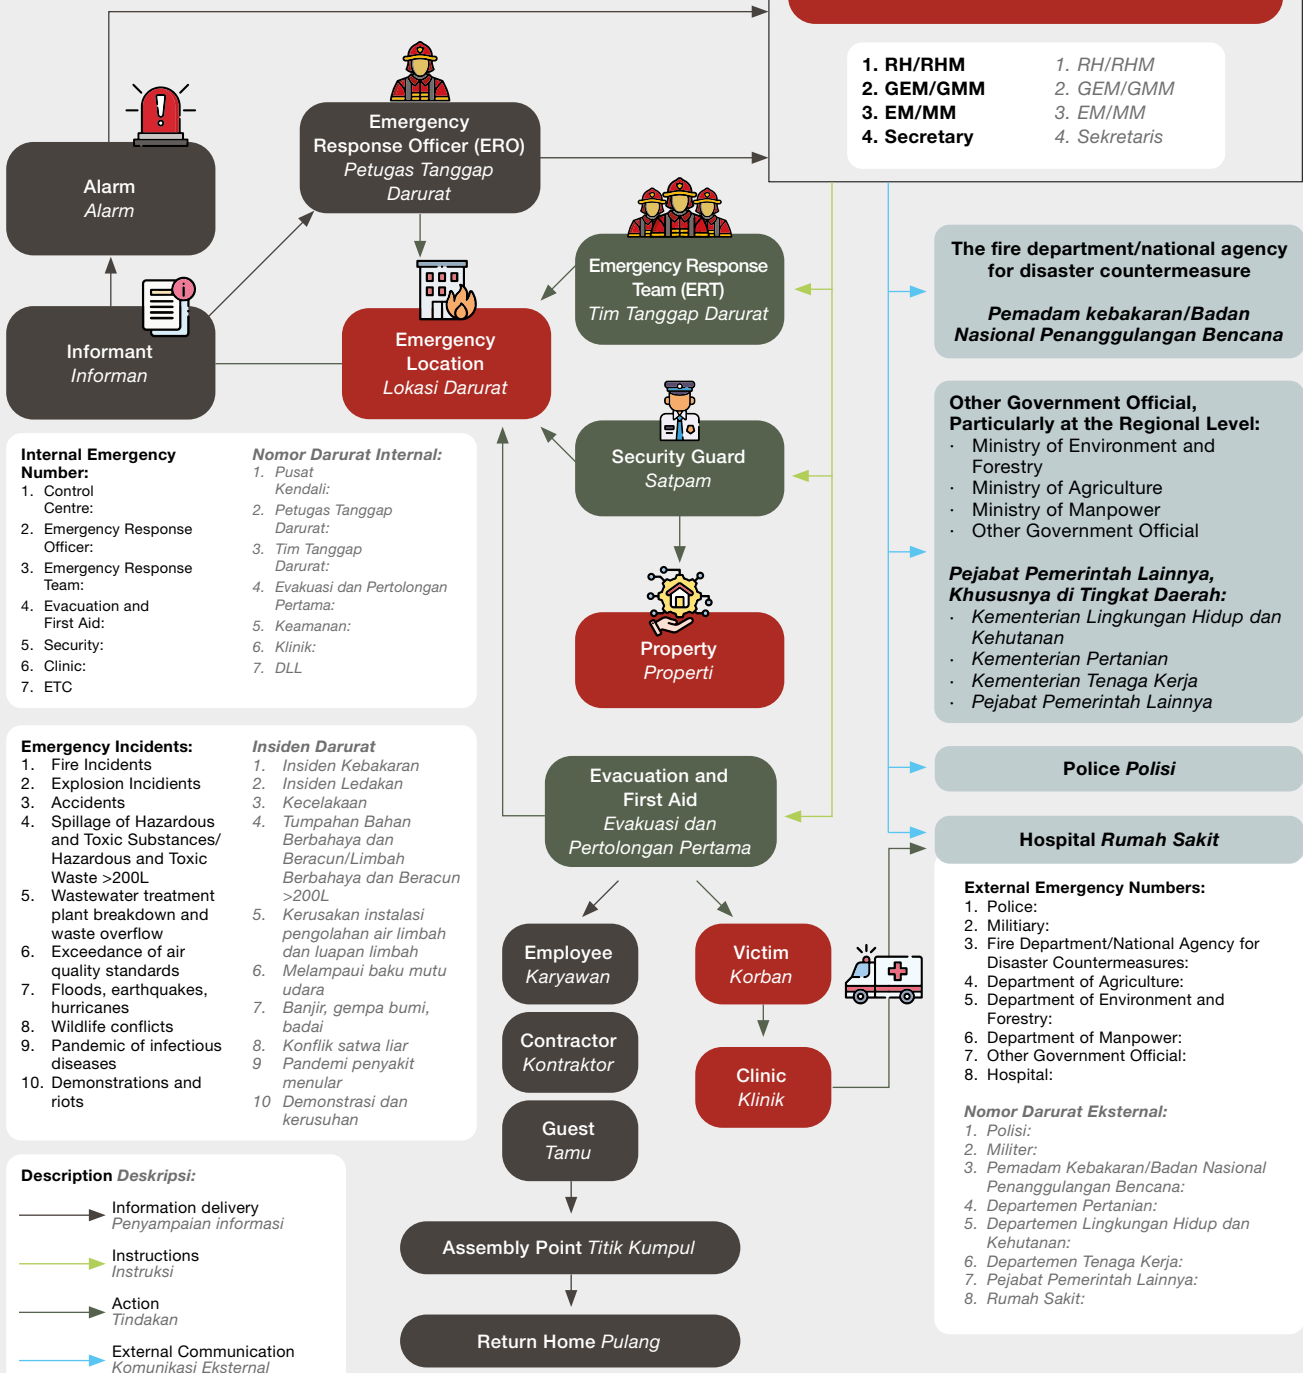 1. RH/RHM
2. GEM/GMM
3. EM/MM
4. Secretary
1. RH/RHM
2. GEM/GMM
3. EM/MM
4. Sekretaris
Alarm
Alarm
Emergency
Response Officer (ERO)
Petugas Tanggap
Darurat
Emergency Response
Team (ERT)
Tim Tanggap Darurat
Informant
Informan
Emergency
Location
Lokasi Darurat
Security Guard
Satpam
Property
Properti
The fire department/national agency
for disaster countermeasure
Pemadam kebakaran/Badan
Nasional Penanggulangan Bencana
Other Government Official,
Particularly at the Regional Level:
· Ministry of Environment and
Forestry
· Ministry of Agriculture
· Ministry of Manpower
· Other Government Official
Pejabat Pemerintah Lainnya,
Khususnya di Tingkat Daerah:
· Kementerian Lingkungan Hidup dan
Kehutanan
· Kementerian Pertanian
· Kementerian Tenaga Kerja
· Pejabat Pemerintah Lainnya
Police Polisi
Hospital Rumah Sakit
Internal Emergency
Number:
1. Control
Centre:
2. Emergency Response
Officer:
3. Emergency Response
Team:
4. Evacuation and
First Aid:
5. Security:
6. Clinic:
7. ETC
Nomor Darurat Internal:
1. Pusat
Kendali:
2. Petugas Tanggap
Darurat:
3. Tim Tanggap
Darurat:
4. Evakuasi dan Pertolongan
Pertama:
5. Keamanan:
6. Klinik:
7. DLL
Emergency Incidents:
1. Fire Incidents
2. Explosion Incidients
3. Accidents
4. Spillage of Hazardous
and Toxic Substances/
Hazardous and Toxic
Waste >200L
5. Wastewater treatment
plant breakdown and
waste overflow
6. Exceedance of air
quality standards
7. Floods, earthquakes,
hurricanes
8. Wildlife conflicts
9. Pandemic of infectious
diseases
10. Demonstrations and
riots
Insiden Darurat
1. Insiden Kebakaran
2. Insiden Ledakan
3. Kecelakaan
4. Tumpahan Bahan
Berbahaya dan
Beracun/Limbah
Berbahaya dan Beracun
>200L
5. Kerusakan instalasi
pengolahan air limbah
dan luapan limbah
6. Melampaui baku mutu
udara
7. Banjir, gempa bumi,
badai
8. Konflik satwa liar
9 Pandemi penyakit
menular
10 Demonstrasi dan
kerusuhan
Evacuation and
First Aid
Evakuasi dan
Pertolongan Pertama
Employee
Karyawan
Contractor
Kontraktor
Guest
Tamu
Victim
Korban
Clinic
Klinik
Assembly Point Titik Kumpul
Return Home Pulang
External Emergency Numbers:
1. Police:
2. Militiary:
3. Fire Department/National Agency for
Disaster Countermeasures:
4. Department of Agriculture:
5. Department of Environment and
Forestry:
6. Department of Manpower:
7. Other Government Official:
8. Hospital:
Nomor Darurat Eksternal:
1. Polisi:
2. Militer:
3. Pemadam Kebakaran/Badan Nasional
Penanggulangan Bencana:
4. Departemen Pertanian:
5. Departemen Lingkungan Hidup dan
Kehutanan:
6. Departemen Tenaga Kerja:
7. Pejabat Pemerintah Lainnya:
8. Rumah Sakit:
Description Deskripsi:
Information delivery
Penyampaian informasi
Instructions
Instruksi
Action
Tindakan
External Communication
Komunikasi Eksternal